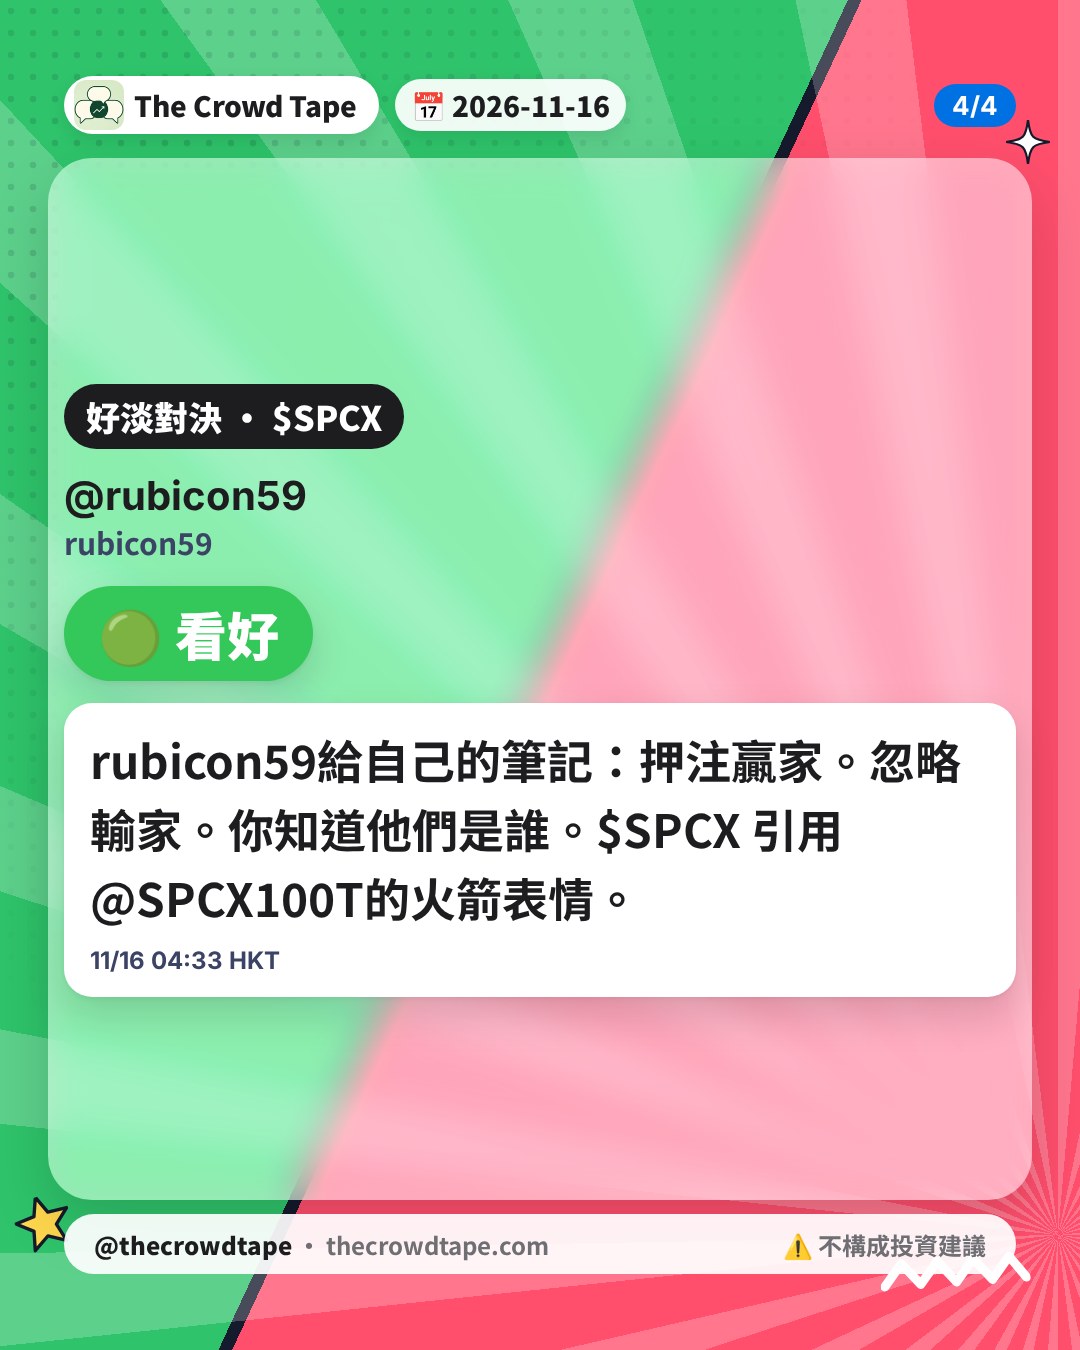 The Crowd Tape
📅 2026-11-16
4/4
好淡對決 · $SPCX
@rubicon59
rubicon59
🟢 看好
rubicon59給自己的筆記：押注贏家。忽略
輸家。你知道他們是誰。$SPCX 引用
@SPCX100T的火箭表情。
11/16 04:33 HKT
@thecrowdtape · thecrowdtape.com
⚠️ 不構成投資建議